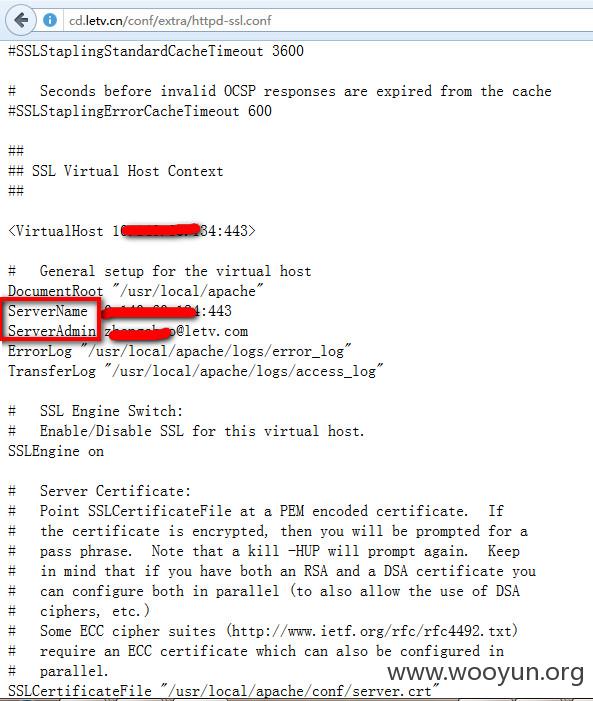 cd.letv.cn/conf/extra/httpd-ssl.conf
#SSLStaplingStandardCacheTimeout 3600
#   Seconds before invalid OCSP responses are expired from the cache
#SSLStaplingErrorCacheTimeout 600
##
## SSL Virtual Host Context
##
<VirtualHost 10 34:443>
#   General setup for the virtual host
DocumentRoot "/usr/local/apache"
ServerName :443
ServerAdmin @letv.com
ErrorLog "/usr/local/apache/logs/error_log"
TransferLog "/usr/local/apache/logs/access_log"
#   SSL Engine Switch:
#   Enable/Disable SSL for this virtual host.
SSLEngine on
#   Server Certificate:
#   Point SSLCertificateFile at a PEM encoded certificate.  If
#   the certificate is encrypted, then you will be prompted for a
#   pass phrase.  Note that a kill -HUP will prompt again.  Keep
#   in mind that if you have both an RSA and a DSA certificate you
#   can configure both in parallel (to also allow the use of DSA
#   ciphers, etc.)
#   Some ECC cipher suites (http://www.ietf.org/rfc/rfc4492.txt)
#   require an ECC certificate which can also be configured in
#   parallel.
www.wooyun.org
SSLCertificateFile "/usr/local/apache/conf/server.crt"